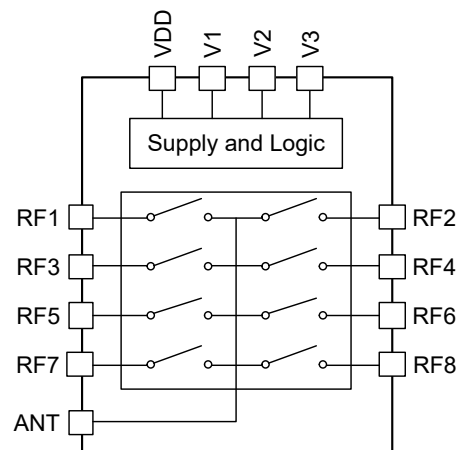 VDD V1 V2 V3
Supply and Logic
RF1 RF2
RF3 RF4
RF5 RF6
RF7 RF8
ANT